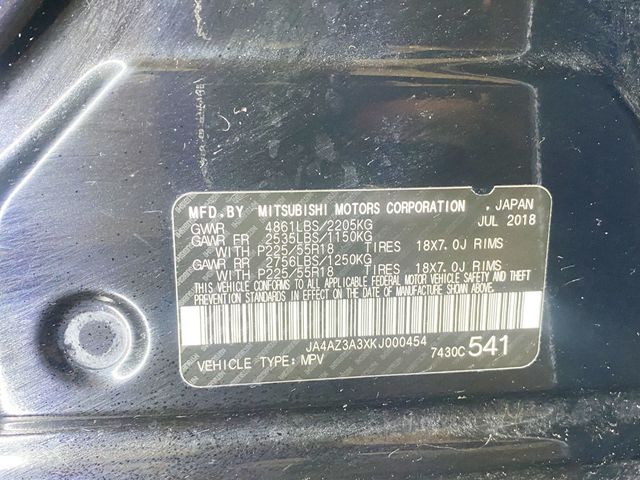 MFD.BY MITSUBISHI MOTORS CORPORATION . JAPAN
GVWR 4861LBS/2205KG JUL 2018
GAWR FR 2535LBS/1150KG
WITH P225/55R18 TIRES 18X7.0J RIMS
GAWR RR 2756LBS/1250KG
WITH P225/55R18 TIRES 18X7.0J RIMS
THIS VEHICLE CONFORMS TO ALL APPLICABLE FEDERAL MOTOR VEHICLE SAFETY AND THEFT
PREVENTION STANDARDS IN EFFECT ON THE DATE OF MANUFACTURE SHOWN ABOVE.
JA4AZ3A3XKJ000454
VEHICLE TYPE: MPV 7430C 541